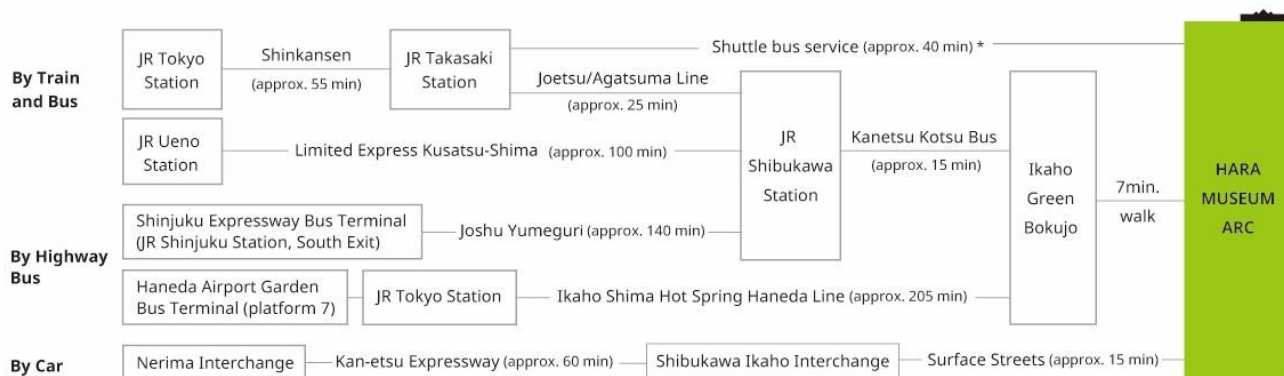 By Train
and Bus
JR Tokyo
Station
Shinkansen
(approx. 55 min)
JR Takasaki
Station
Shuttle bus service (approx. 40 min) *
Joetsu/Agatsuma Line
(approx. 25 min)
JR Ueno
Station
Limited Express Kusatsu-Shima (approx. 100 min)
JR
Shibukawa
Station
Kanetsu Kotsu Bus
(approx. 15 min)
Ikaho
Green
Bokujo
7min.
walk
HARA
MUSEUM
ARC
By Highway
Bus
Shinjuku Expressway Bus Terminal
(JR Shinjuku Station, South Exit)
Joshu Yumeguri (approx. 140 min)
Haneda Airport Garden
Bus Terminal (platform 7)
JR Tokyo Station
Ikaho Shima Hot Spring Haneda Line (approx. 205 min)
By Car
Nerima Interchange
Kan-etsu Expressway (approx. 60 min)
Shibukawa Ikaho Interchange
Surface Streets (approx. 15 min)